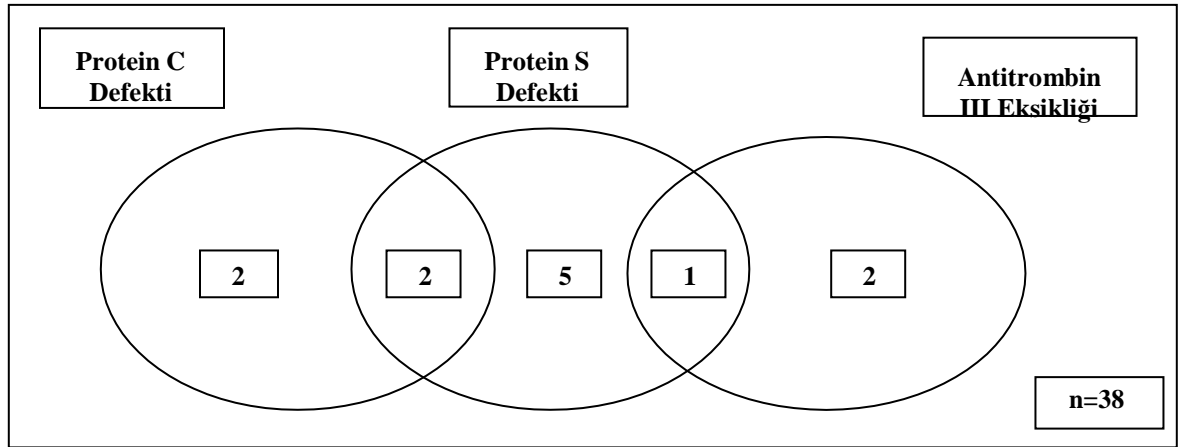 Protein C
Defekti
Protein S
Defekti
Antitrombin
III Eksikliği
2
2
5
1
2
n=38